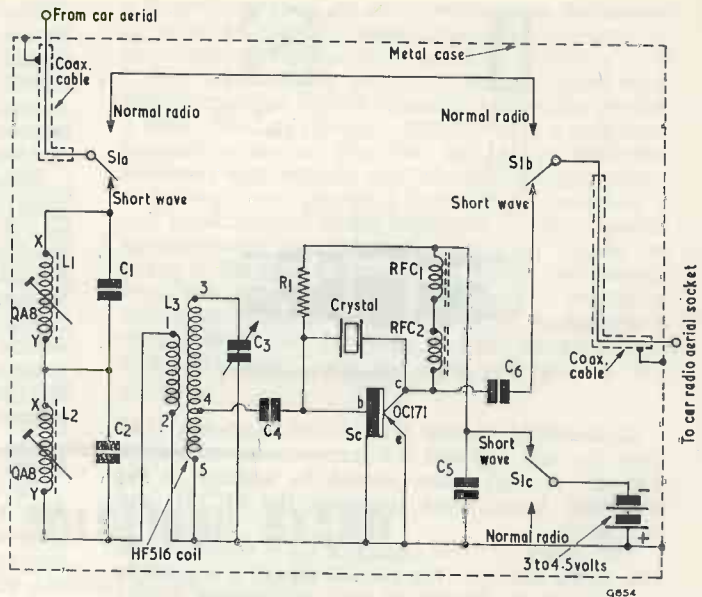 From car aerial
Metal case
Coax.
cable
Normal radio
Normal radio
S1a
S1b
Short wave
Short wave
X
L1
C1
QA8
Y
X
L2
C2
QA8
Y
L3
1
2
3
4
5
C3
HF516 coil
R1
Crystal
RFC1
RFC2
C4
b
c
e
Sc
OC171
C6
C5
Short
wave
S1c
Normal radio
-
+
3 to 4·5volts
Coax.
cable
To car radio aerial socket
G854